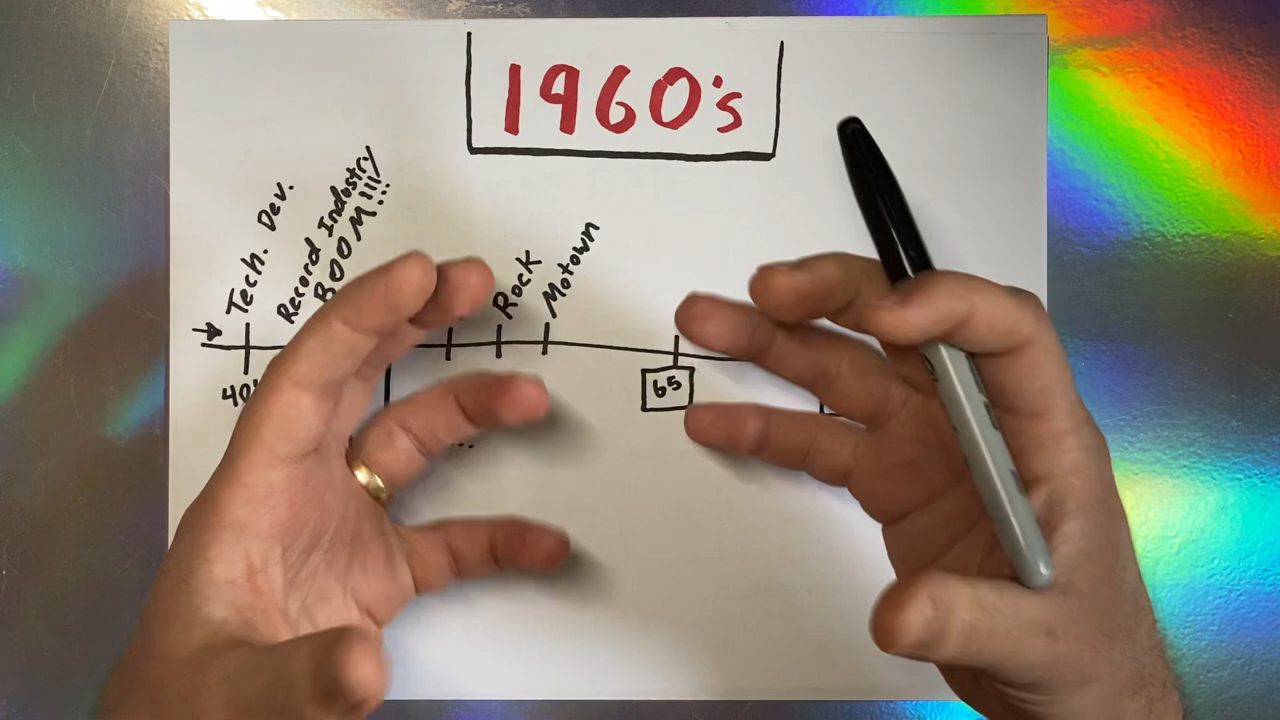 1960's
Tech. Dev.
Record Industry
BOOM!!!
Rock
Motown
65